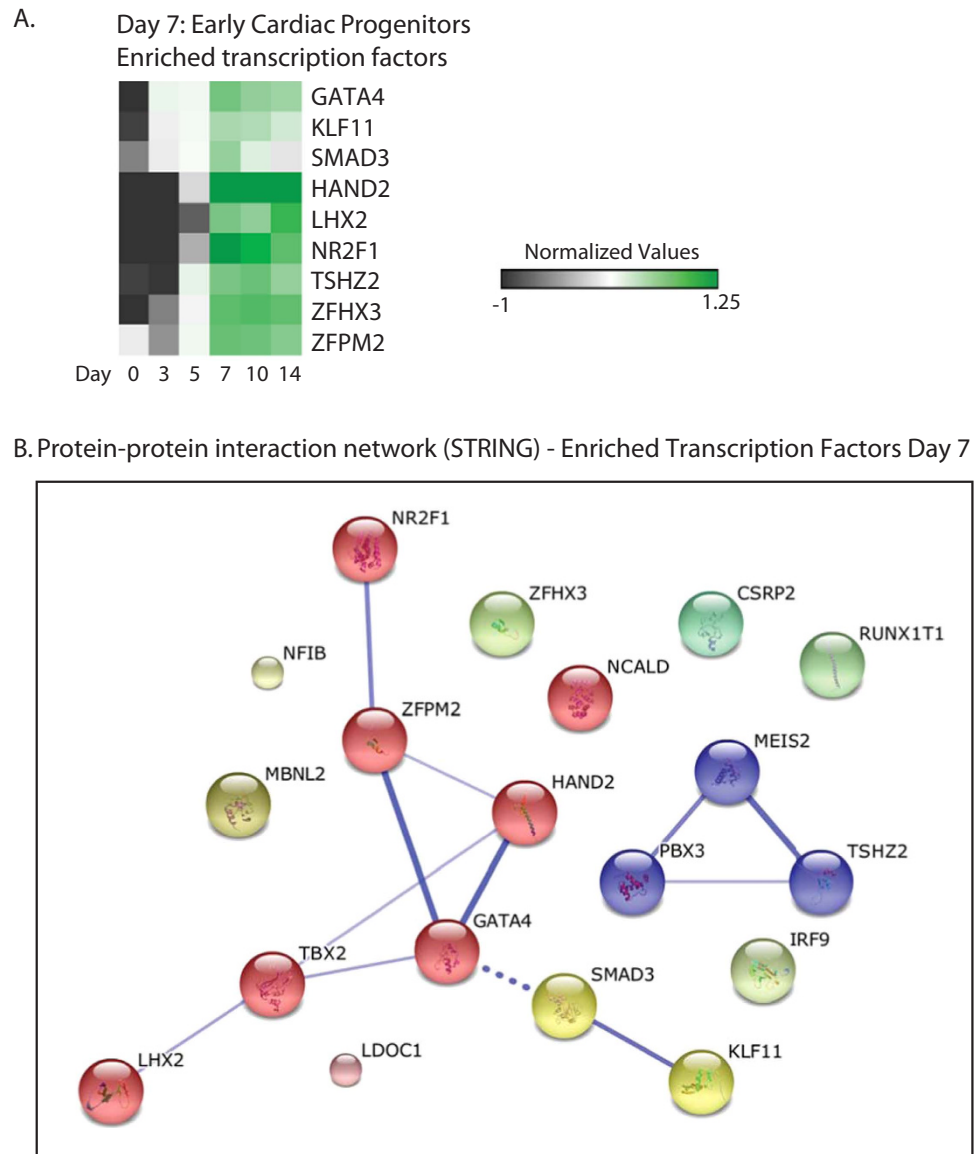 A.
Day 7: Early Cardiac Progenitors
Enriched transcription factors
GATA4
KLF11
SMAD3
HAND2
LHX2
NR2F1
TSHZ2
ZFHX3
ZFPM2
Day 0 3 5 7 10 14
Normalized Values
-1 1.25
B. Protein-protein interaction network (STRING) - Enriched Transcription Factors Day 7
NR2F1
ZFHX3
CSRP2
RUNX1T1
NFIB
NCALD
ZFPM2
MEIS2
MBNL2
HAND2
PBX3
TSHZ2
GATA4
IRF9
TBX2
SMAD3
LDOC1
KLF11
LHX2